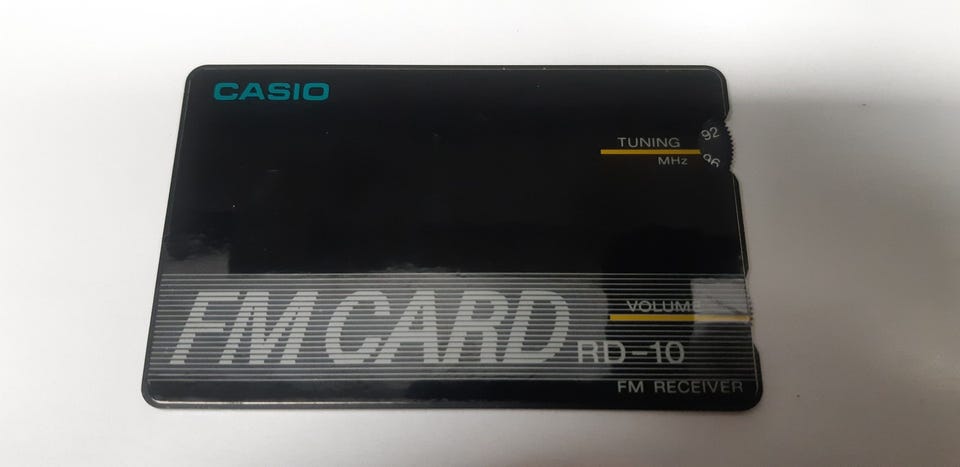 CASIO
TUNING
92
MHz
96
VOLUME
FM CARD
RD-10
FM RECEIVER